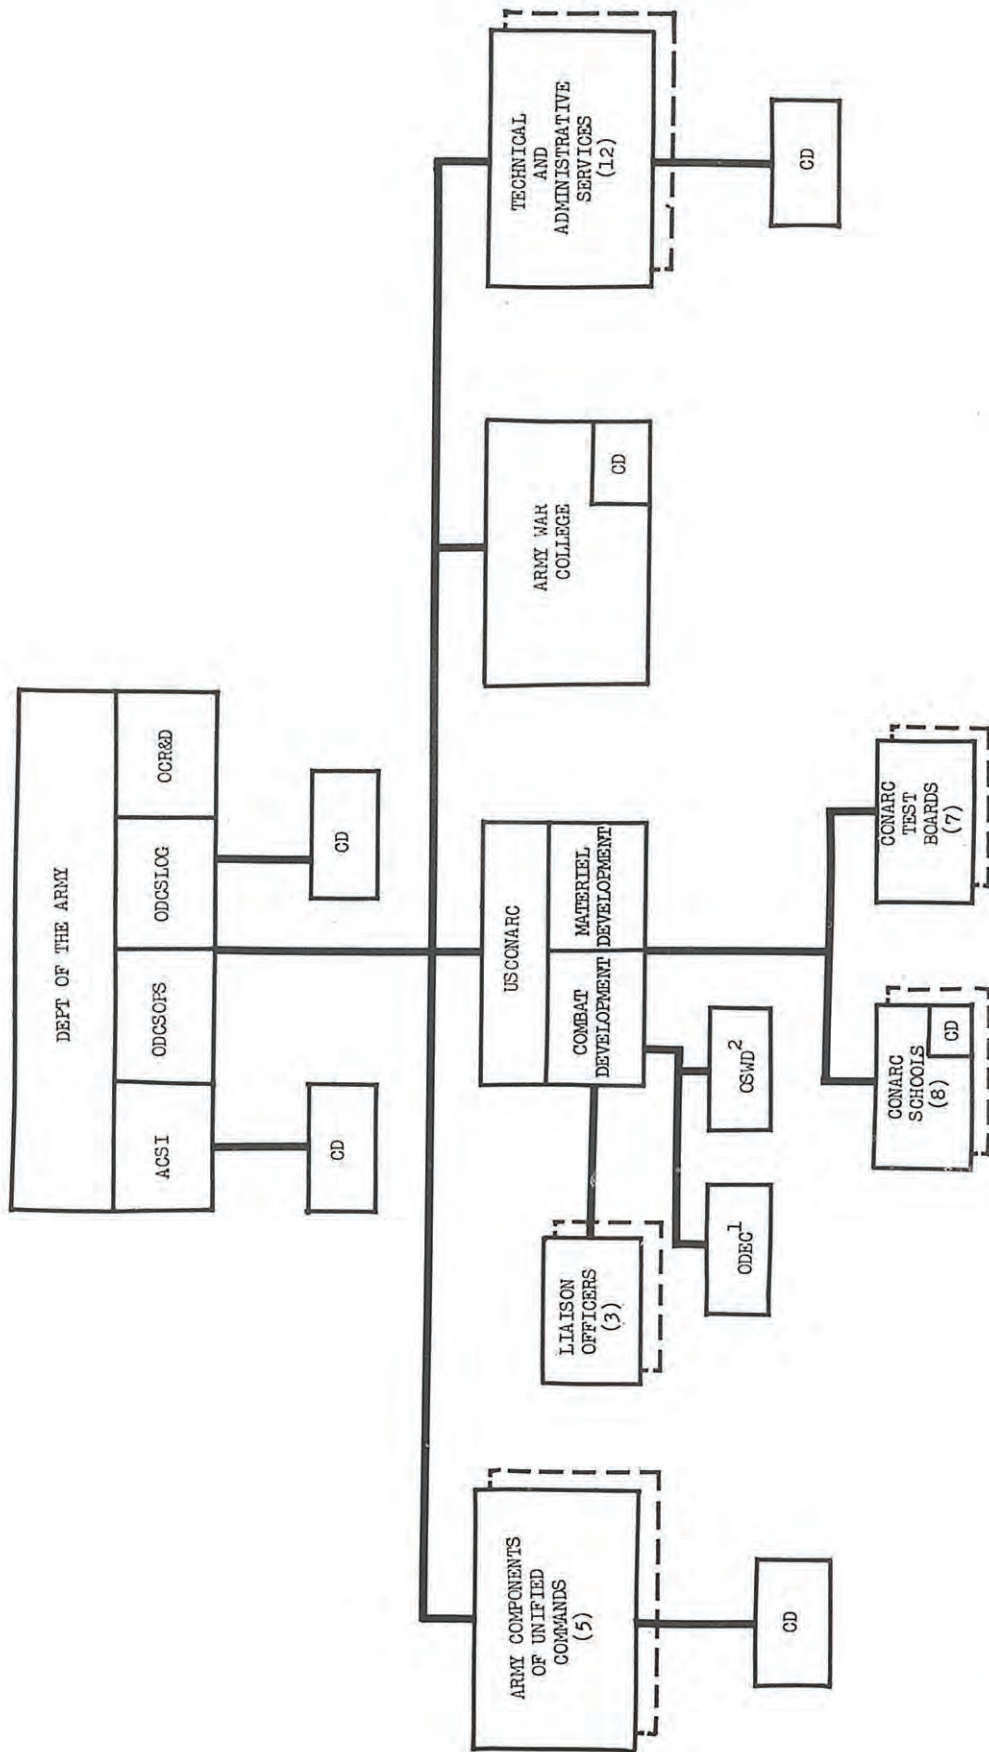 DEPT OF THE ARMY
ACSI
ODCSOPS
ODCSLOG
OCR&D
CD
CD
ARMY COMPONENTS
OF UNIFIED
COMMANDS
(5)
CD
USCONARC
COMBAT
DEVELOPMENT
MATERIEL
DEVELOPMENT
LIAISON
OFFICERS
(3)
ODEC1
OSWD2
CONARC
SCHOOLS
(8)
CD
CONARC
TEST
BOARDS
(7)
ARMY WAR
COLLEGE
CD
TECHNICAL
AND
ADMINISTRATIVE
SERVICES
(12)
CD